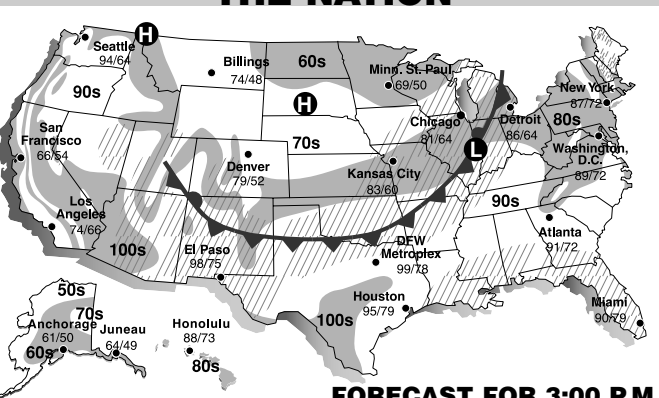 THE NATION
H
Seattle
94/64
Billings
74/48
60s
Minn. St. Paul
69/50
90s
H
New York
87/72
Chicago
81/64
Detroit
86/64
80s
San
Francisco
66/54
70s
L
Washington,
D.C.
89/72
Denver
79/52
Kansas City
83/60
Los
Angeles
74/66
90s
100s
El Paso
98/75
DFW
Metroplex
99/78
Atlanta
91/72
50s
70s
Anchorage
61/50
60s
Juneau
64/49
Honolulu
88/73
80s
Houston
95/79
100s
Miami
90/79
FORECAST FOR 3:00 P.M